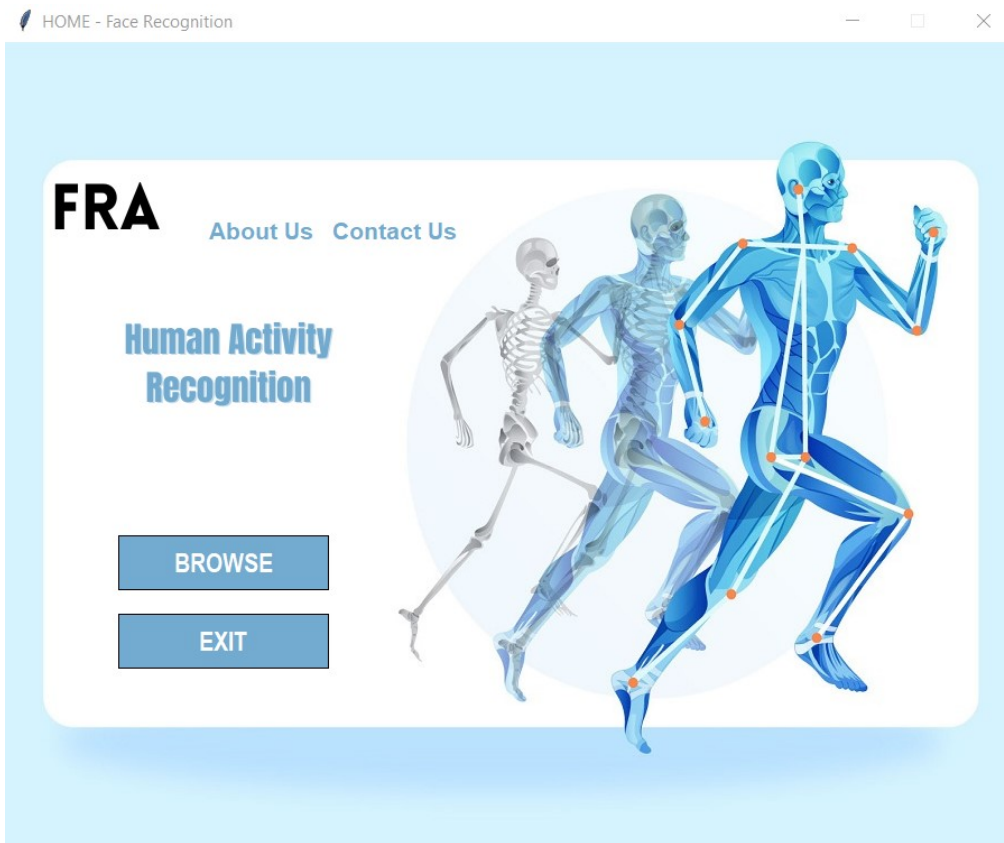 HOME - Face Recognition
FRA
About Us Contact Us
Human Activity
Recognition
BROWSE
EXIT